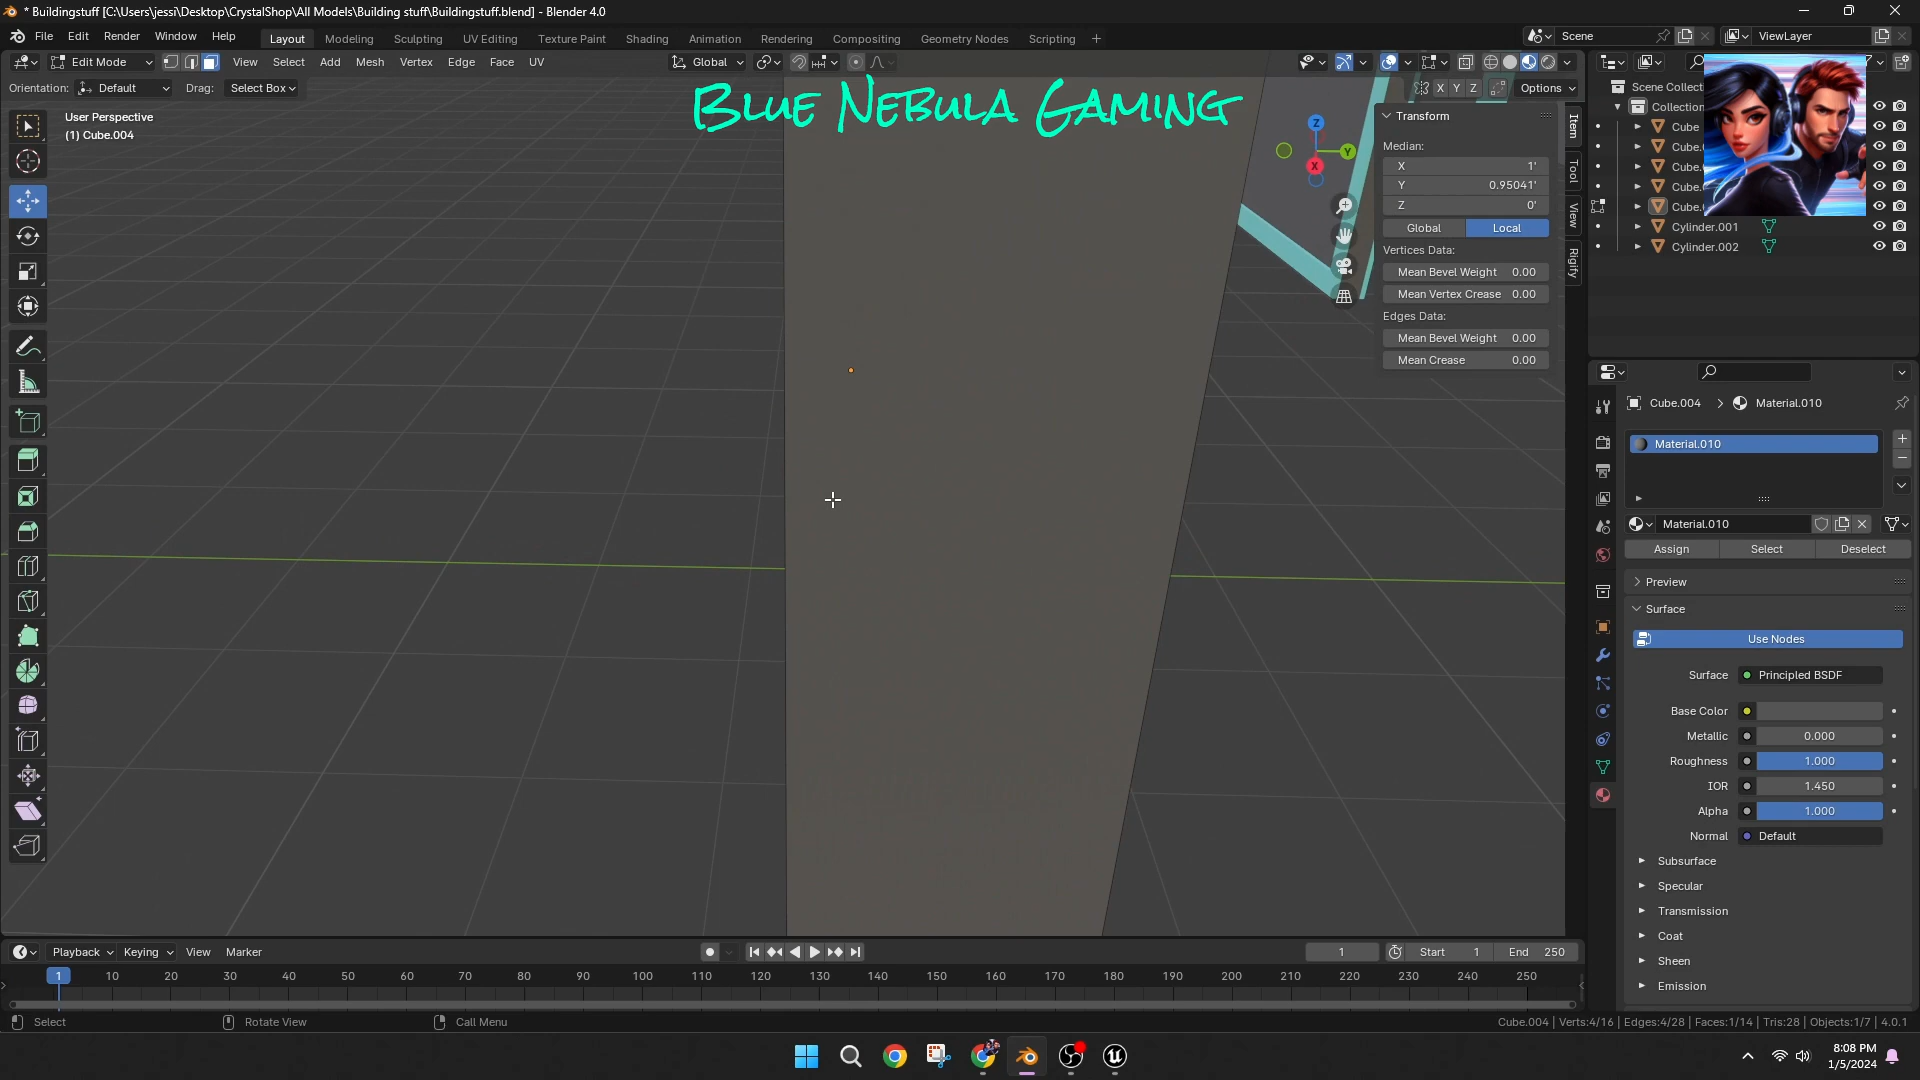 * Buildingstuff [C:\Users\jessi\Desktop\CrystalShop\All Models\Building stuff\Buildingstuff.blend] - Blender 4.0
File Edit Render Window Help Layout Modeling Sculpting UV Editing Texture Paint Shading Animation Rendering Compositing Geometry Nodes Scripting + Scene ViewLayer
Edit Mode View Select Add Mesh Vertex Edge Face UV Global
Orientation: Default Drag: Select Box X Y Z Options
Blue Nebula Gaming
User Perspective
(1) Cube.004
Z
Y
X
Transform
Median:
X 1'
Y 0.95041'
Z 0'
Global Local
Vertices Data:
Mean Bevel Weight 0.00
Mean Vertex Crease 0.00
Edges Data:
Mean Bevel Weight 0.00
Mean Crease 0.00
Item
Tool
View
Rigify
Scene Collect
Collection
Cube
Cube.
Cube.
Cube.
Cube.
Cylinder.001
Cylinder.002
Cube.004 > Material.010
Material.010
Material.010
Assign Select Deselect
Preview
Surface
Use Nodes
Surface Principled BSDF
Base Color
Metallic 0.000
Roughness 1.000
IOR 1.450
Alpha 1.000
Normal Default
Subsurface
Specular
Transmission
Coat
Sheen
Emission
Playback Keying View Marker 1 Start 1 End 250
1 10 20 30 40 50 60 70 80 90 100 110 120 130 140 150 160 170 180 190 200 210 220 230 240 250
Select Rotate View Call Menu Cube.004 | Verts:4/16 | Edges:4/28 | Faces:1/14 | Tris:28 | Objects:1/7 | 4.0.1
8:08 PM
1/5/2024